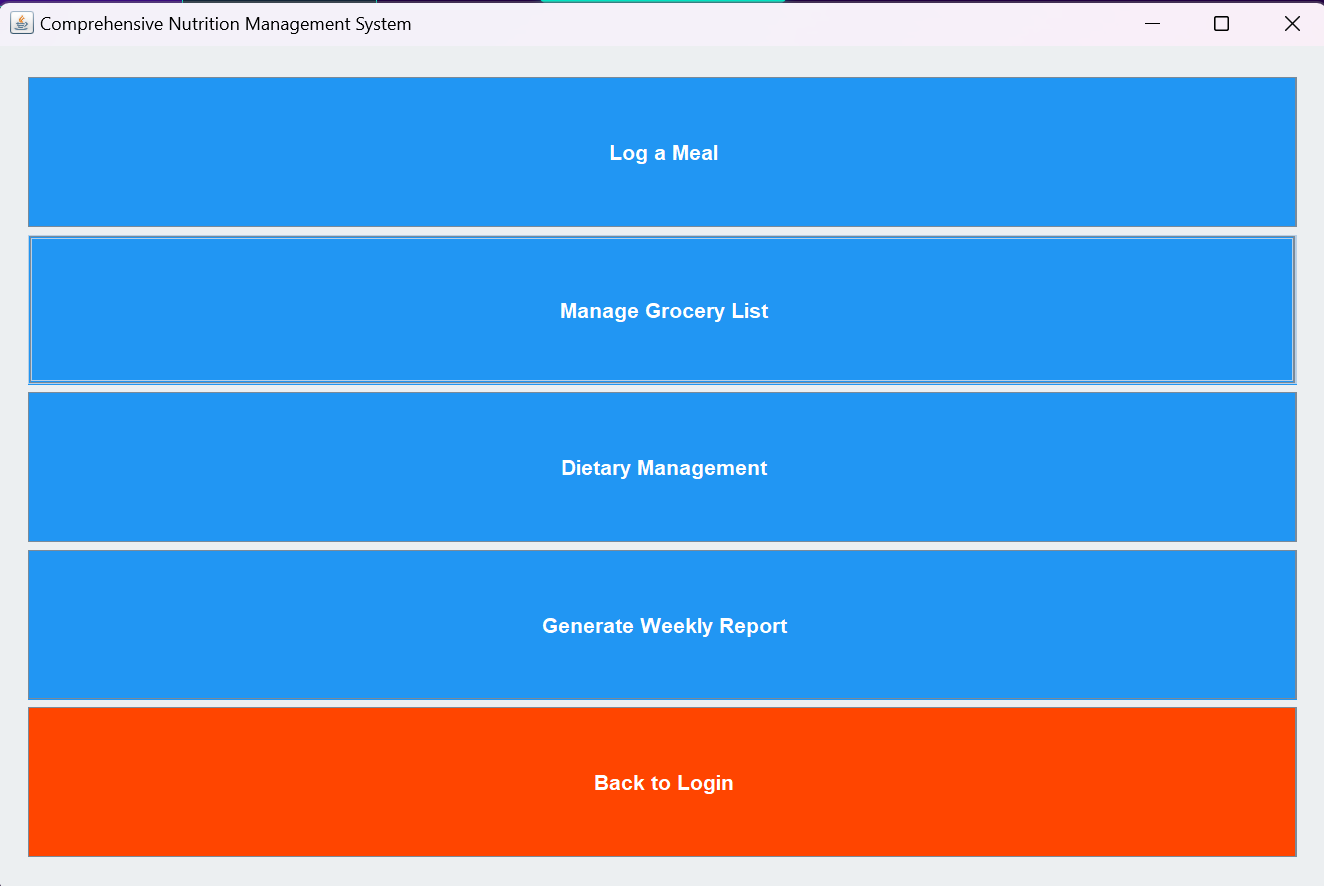 Comprehensive Nutrition Management System
Log a Meal
Manage Grocery List
Dietary Management
Generate Weekly Report
Back to Login